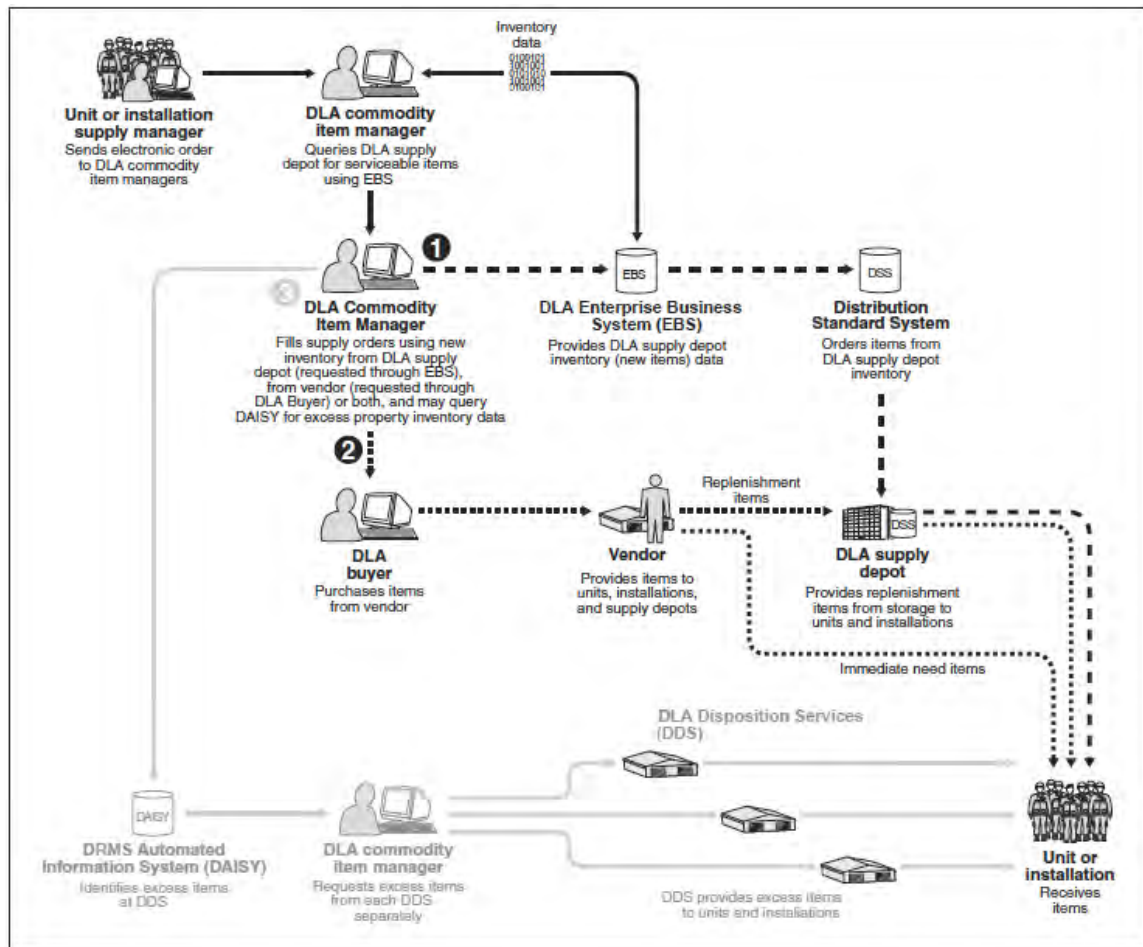 Inventory
data
0100101
1001001
0101010
1001001
0100101
Unit or installation
supply manager
Sends electronic order
to DLA commodity
item managers
DLA commodity
item manager
Queries DLA supply
depot for serviceable items
using EBS
1
EBS
DSS
3
DLA Commodity
Item Manager
Fills supply orders using new
inventory from DLA supply
depot (requested through EBS),
from vendor (requested through
DLA Buyer) or both, and may query
DAISY for excess property inventory data
DLA Enterprise Business
System (EBS)
Provides DLA supply depot
inventory (new items) data
Distribution
Standard System
Orders items from
DLA supply depot
inventory
2
DLA
buyer
Purchases items
from vendor
Vendor
Provides items to
units, installations,
and supply depots
Replenishment
items
DSS
DLA supply
depot
Provides replenishment
items from storage to
units and installations
Immediate need items
DLA Disposition Services
(DDS)
DAISY
DRMS Automated
Information System (DAISY)
Identifies excess items
at DDS
DLA commodity
item manager
Requests excess items
from each DDS
separately
DDS provides excess items
to units and installations
Unit or
installation
Receives
items